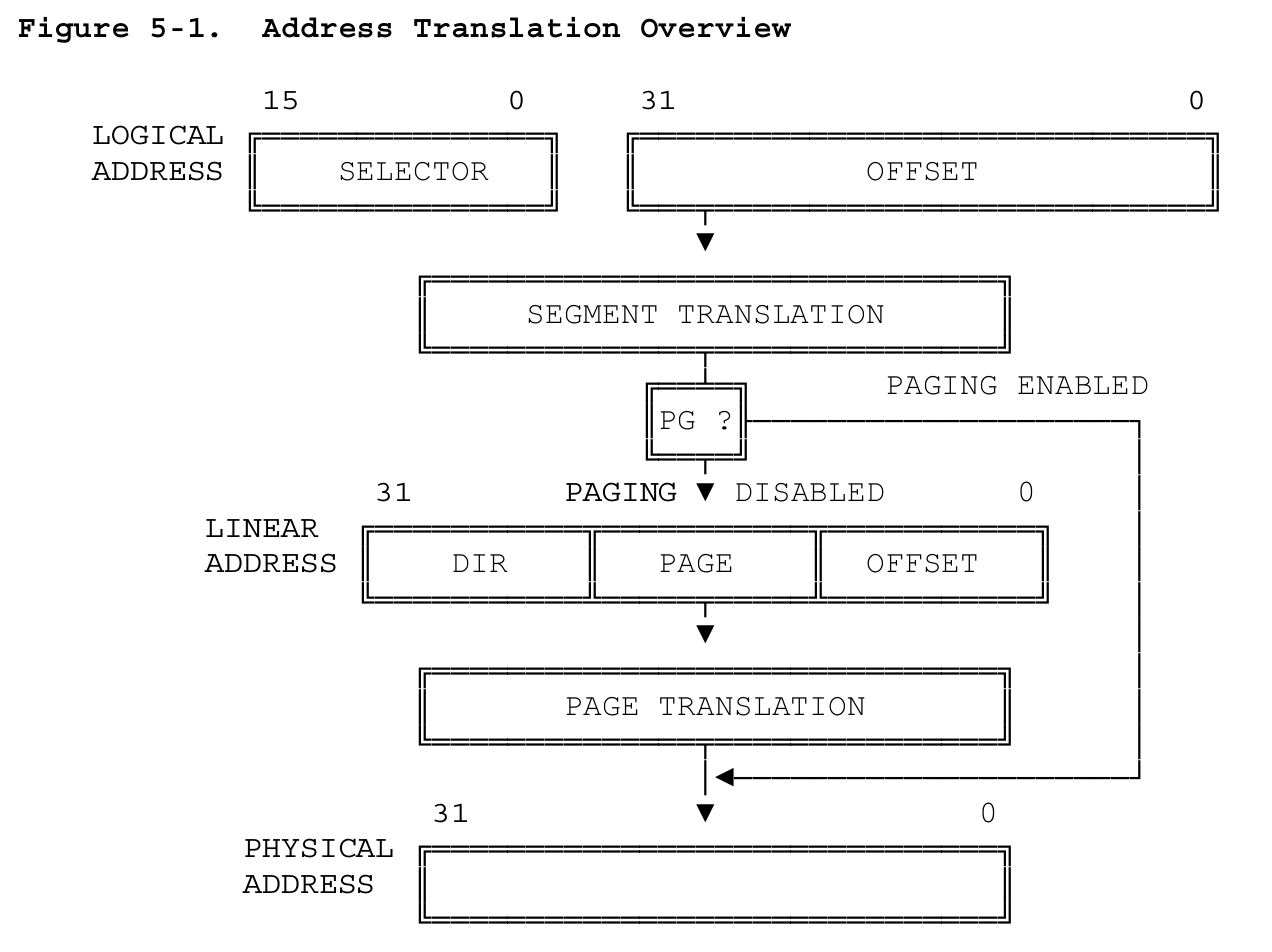 Figure 5-1.  Address Translation Overview
15 0 31 0
LOGICAL
ADDRESS SELECTOR OFFSET
SEGMENT TRANSLATION
PAGING ENABLED
PG ?
31 PAGING DISABLED 0
LINEAR
ADDRESS DIR PAGE OFFSET
PAGE TRANSLATION
31 0
PHYSICAL
ADDRESS